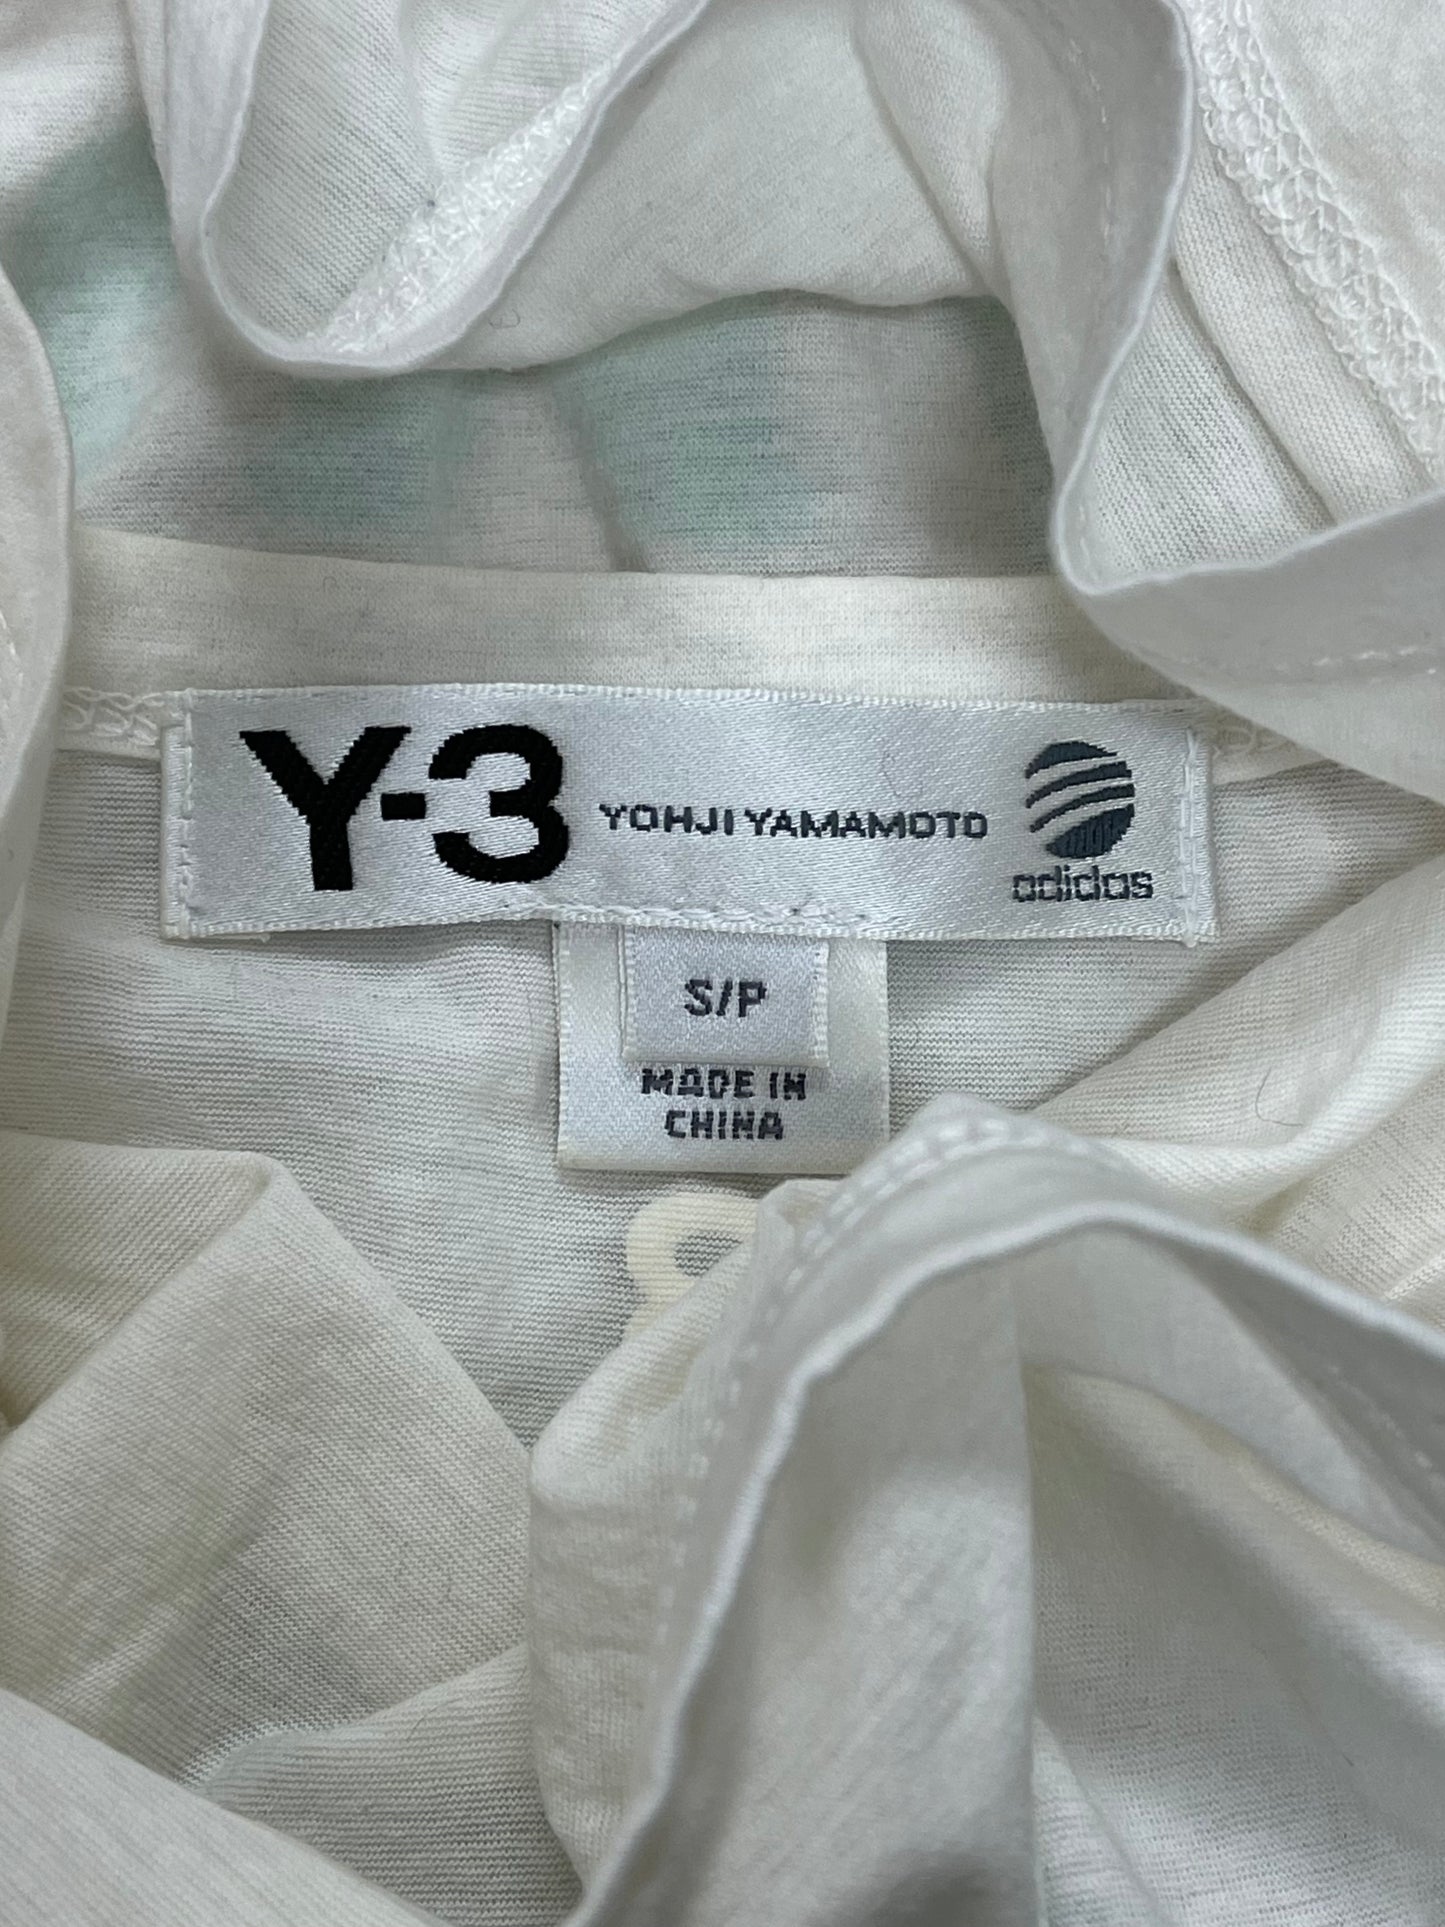 Y-3 YOHJI YAMAMOTO adidas
S/P
MADE IN
CHINA